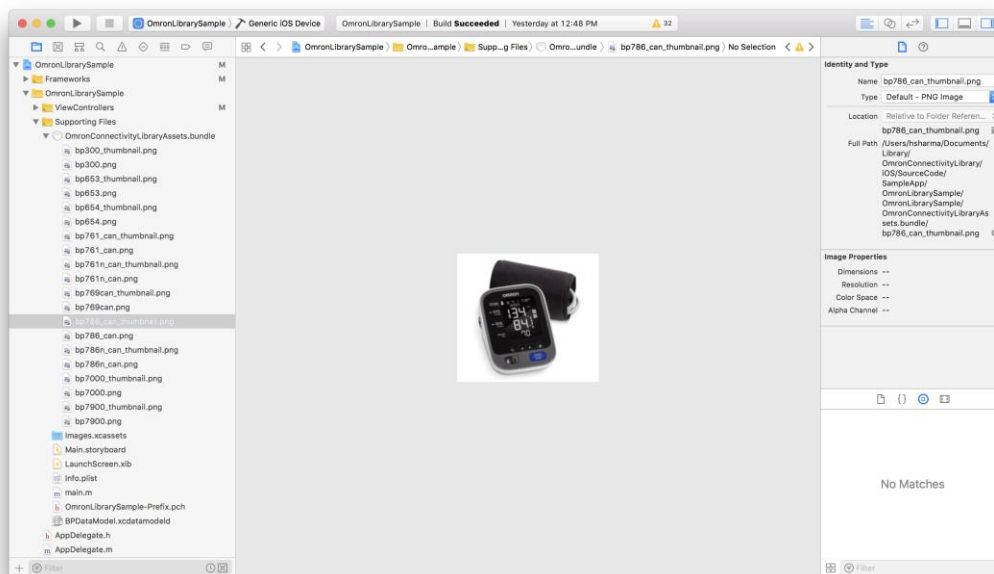 OmronLibrarySample
Generic iOS Device
OmronLibrarySample | Build Succeeded | Yesterday at 12:48 PM
32
OmronLibrarySample
M
Frameworks
M
OmronLibrarySample
ViewControllers
M
Supporting Files
OmronConnectivityLibraryAssets.bundle
bp300_thumbnail.png
bp300.png
bp653_thumbnail.png
bp653.png
bp654_thumbnail.png
bp654.png
bp761_can_thumbnail.png
bp761_can.png
bp761n_can_thumbnail.png
bp761n_can.png
bp769can_thumbnail.png
bp769can.png
bp786_can_thumbnail.png
bp786_can.png
bp786n_can_thumbnail.png
bp786n_can.png
bp7000_thumbnail.png
bp7000.png
bp7900_thumbnail.png
bp7900.png
Images.xcassets
Main.storyboard
LaunchScreen.xib
Info.plist
main.m
OmronLibrarySample-Prefix.pch
BPDataModel.xcdatamodeld
AppDelegate.h
AppDelegate.m
Filter
OmronLibrarySample
Omro...ample
Supp...g Files
Omro...undle
bp786_can_thumbnail.png
No Selection
OMRON
134
84
70
Identity and Type
Name bp786_can_thumbnail.png
Type Default - PNG Image
Location Relative to Folder Referen...
bp786_can_thumbnail.png
Full Path /Users/hsharma/Documents/
Library/
OmronConnectivityLibrary/
iOS/SourceCode/
SampleApp/
OmronLibrarySample/
OmronLibrarySample/
OmronConnectivityLibraryAs
sets.bundle/
bp786_can_thumbnail.png
Image Properties
Dimensions --
Resolution --
Color Space --
Alpha Channel --
No Matches
Filter